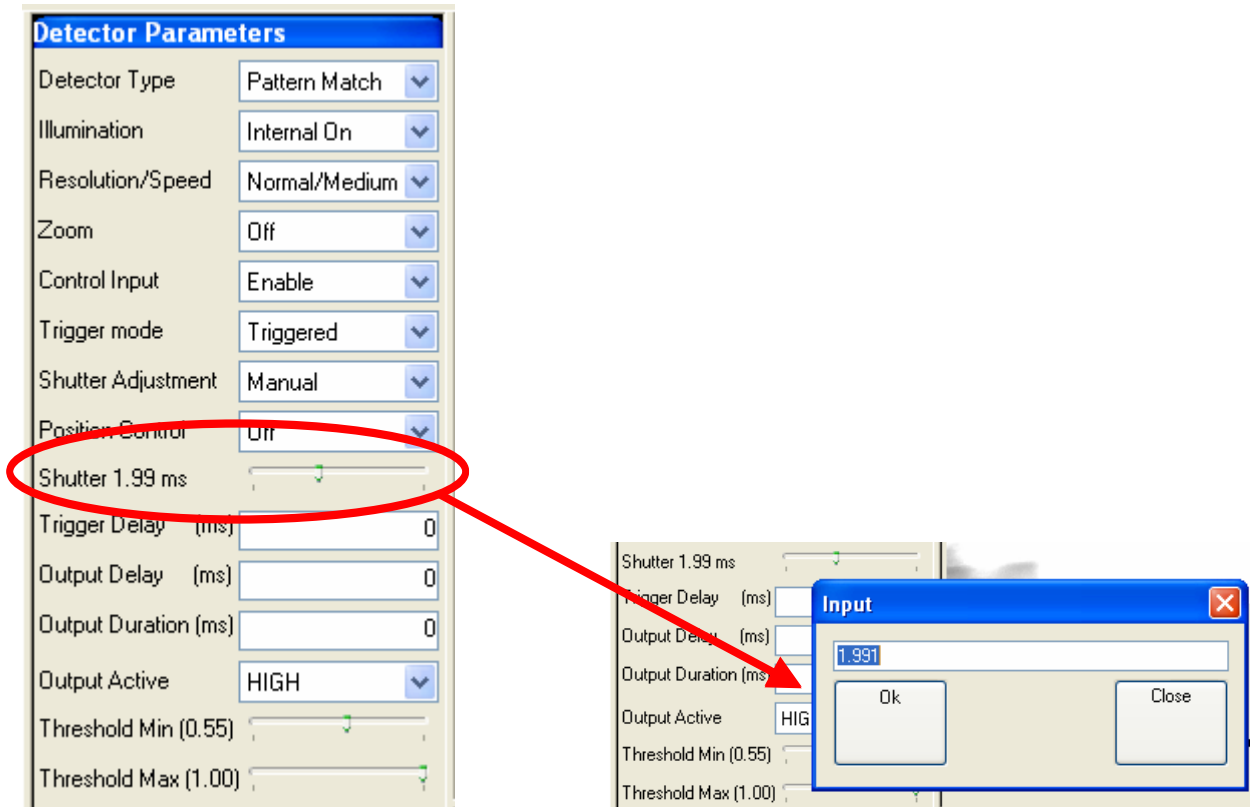 Detector Parameters
Detector Type Pattern Match
Illumination Internal On
Resolution/Speed Normal/Medium
Zoom Off
Control Input Enable
Trigger mode Triggered
Shutter Adjustment Manual
Position Control Off
Shutter 1.99 ms
Trigger Delay (ms) 0
Output Delay (ms) 0
Output Duration (ms) 0
Output Active HIGH
Threshold Min (0.55)
Threshold Max (1.00)
Shutter 1.99 ms
Trigger Delay (ms)
Output Delay (ms)
Output Duration (ms
Output Active HIG
Threshold Min (0.55)
Threshold Max (1.00)
Input
1.991
Ok Close